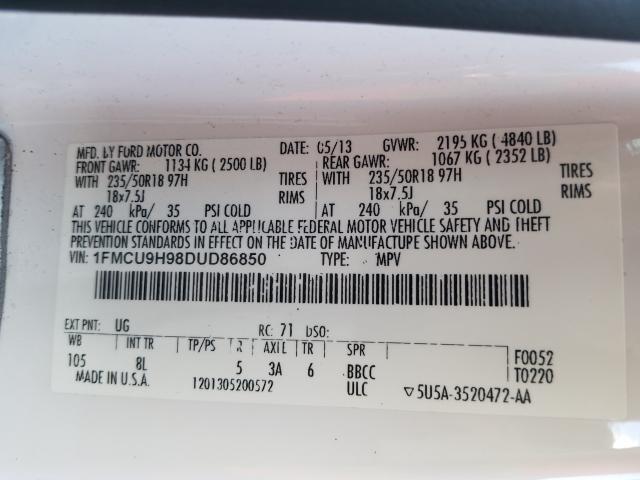 MFD. BY FORD MOTOR CO. DATE: 05/13 GVWR: 2195 KG ( 4840 LB)
FRONT GAWR: 1134 KG ( 2500 LB) REAR GAWR: 1067 KG ( 2352 LB)
WITH 235/50R18 97H TIRES WITH 235/50R18 97H TIRES
18x7.5J RIMS 18x7.5J RIMS
AT 240 kPa/ 35 PSI COLD AT 240 kPa/ 35 PSI COLD
THIS VEHICLE CONFORMS TO ALL APPLICABLE FEDERAL MOTOR VEHICLE SAFETY AND THEFT
PREVENTION STANDARDS IN EFFECT ON THE DATE OF MANUFACTURE SHOWN ABOVE.
VIN: 1FMCU9H98DUD86850 TYPE: MPV
EXT PNT: UG RC: 71 DSO:
WB INT TR TP/PS R AXLE TR SPR F0052
105 8L 5 3A 6 BBCC T0220
MADE IN U.S.A. 1201305200572 ULC ▽5U5A-3520472-AA